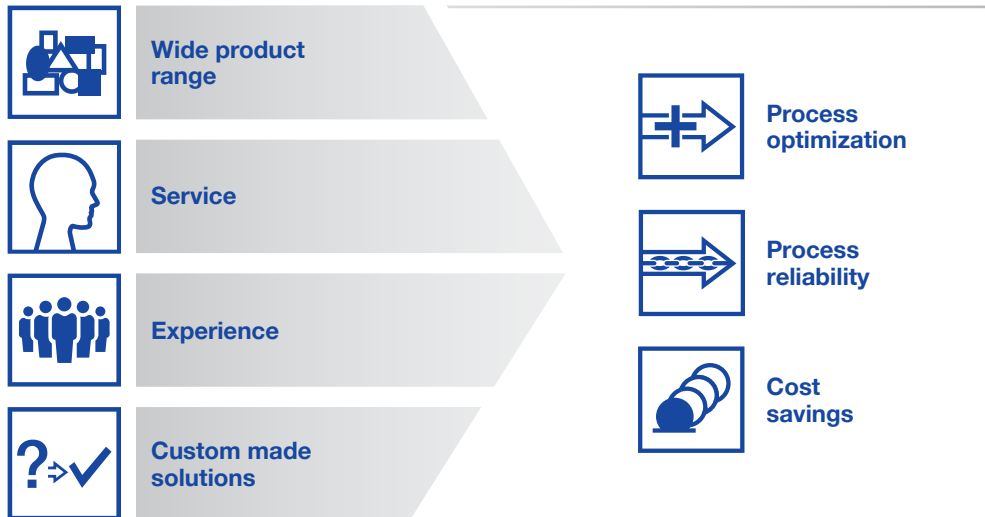 Wide product
range
Service
Experience
?
Custom made
solutions
Process
optimization
Process
reliability
Cost
savings